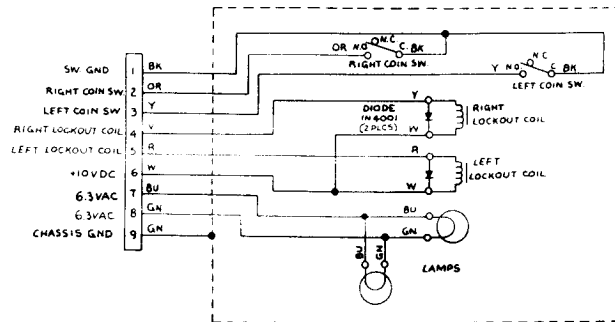 N.C.
OR N.O. C. BK
RIGHT COIN SW.
N.C.
Y N.O. C. BK
LEFT COIN SW.
SW. GND 1 BK
RIGHT COIN SW 2 OR
LEFT COIN SW. 3 Y
RIGHT LOCKOUT COIL 4 V
LEFT LOCKOUT COIL 5 R
+10VDC 6 W
6.3VAC 7 BU
6.3VAC 8 GN
CHASSIS GND 9 GN
DIODE
IN4001
(2 PLCS)
V
W
RIGHT
LOCKOUT COIL
R
W
LEFT
LOCKOUT COIL
BU
GN
BU
GN
LAMPS